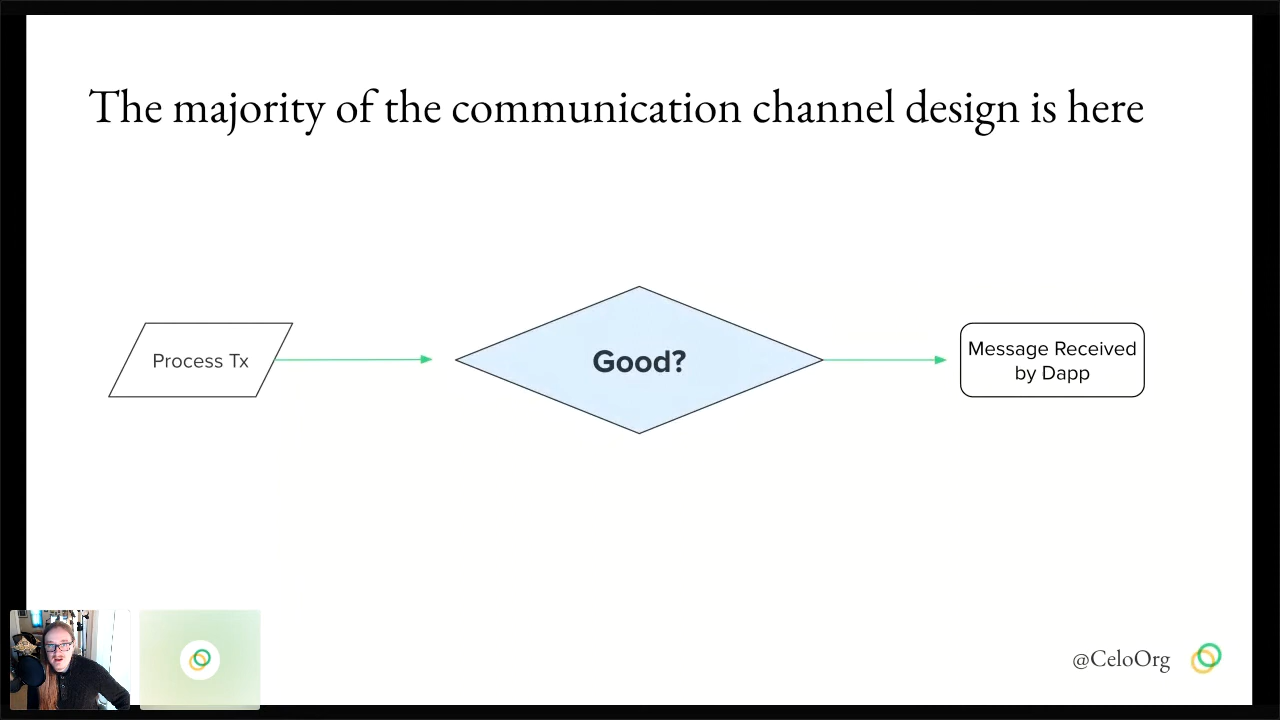 The majority of the communication channel design is here
Process Tx
Good?
Message Received
by Dapp
@CeloOrg